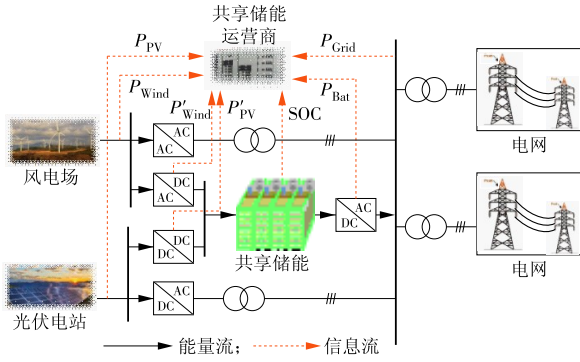 共享储能
运营商
P_PV
P_Grid
P_Wind
P'_Wind
P'_PV
SOC
P_Bat
AC
AC
风电场
电网
DC
AC
DC
DC
AC
DC
共享储能
AC
DC
光伏电站
电网
能量流;
信息流